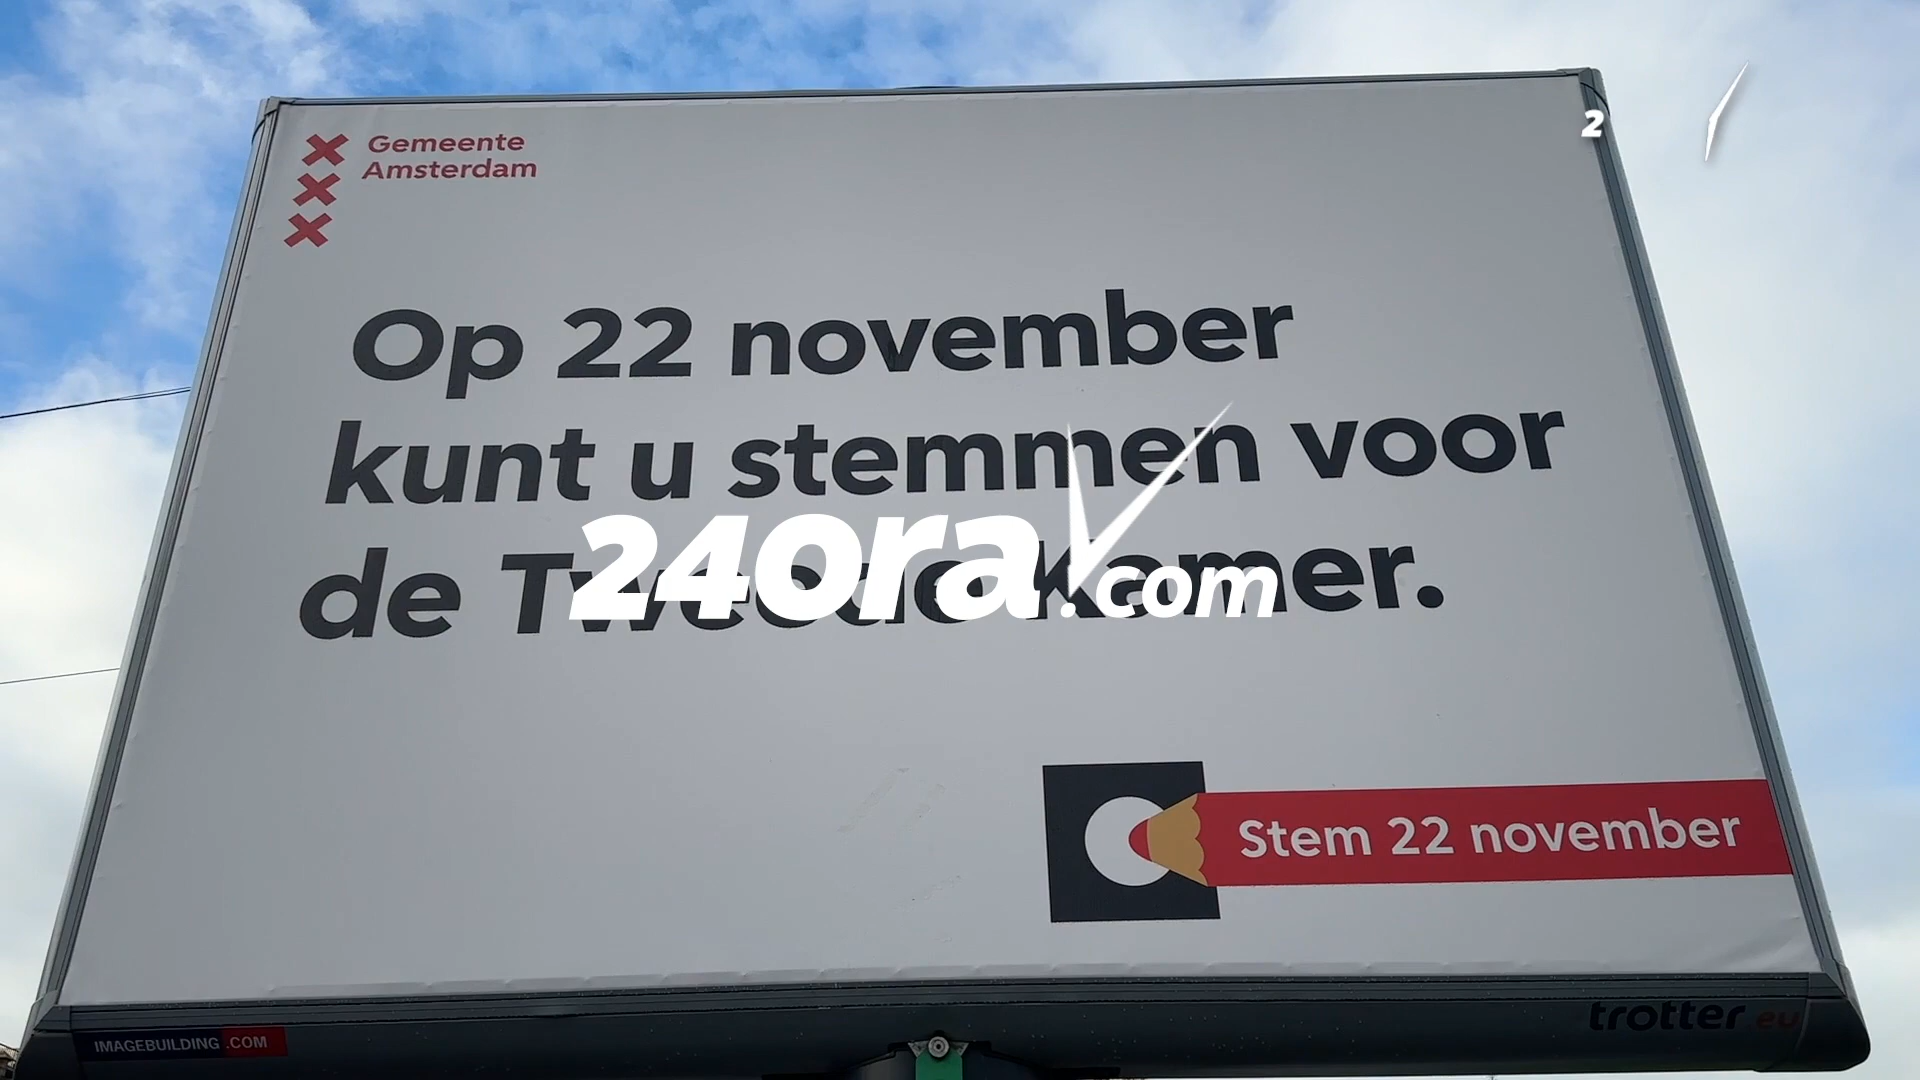 Gemeente
Amsterdam
2
Op 22 november
kunt u stemmen voor
de Tweede Kamer.
24ora.com
Stem 22 november
trotter.eu
IMAGEBUILDING.COM